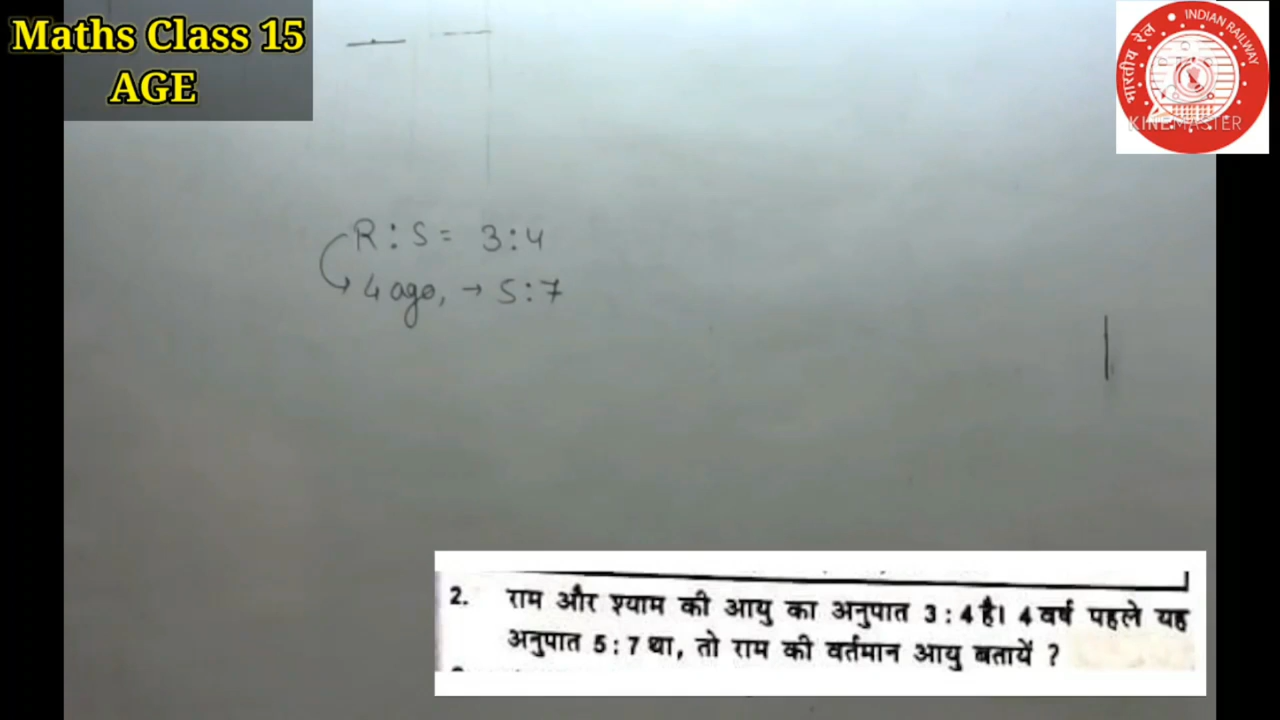 Maths Class 15
AGE
भारतीय रेल INDIAN RAILWAY
KINEMASTER
R : S = 3 : 4
4 ago, → 5 : 7
2. राम और श्याम की आयु का अनुपात 3 : 4 है। 4 वर्ष पहले यह
अनुपात 5 : 7 था, तो राम की वर्तमान आयु बतायें ?